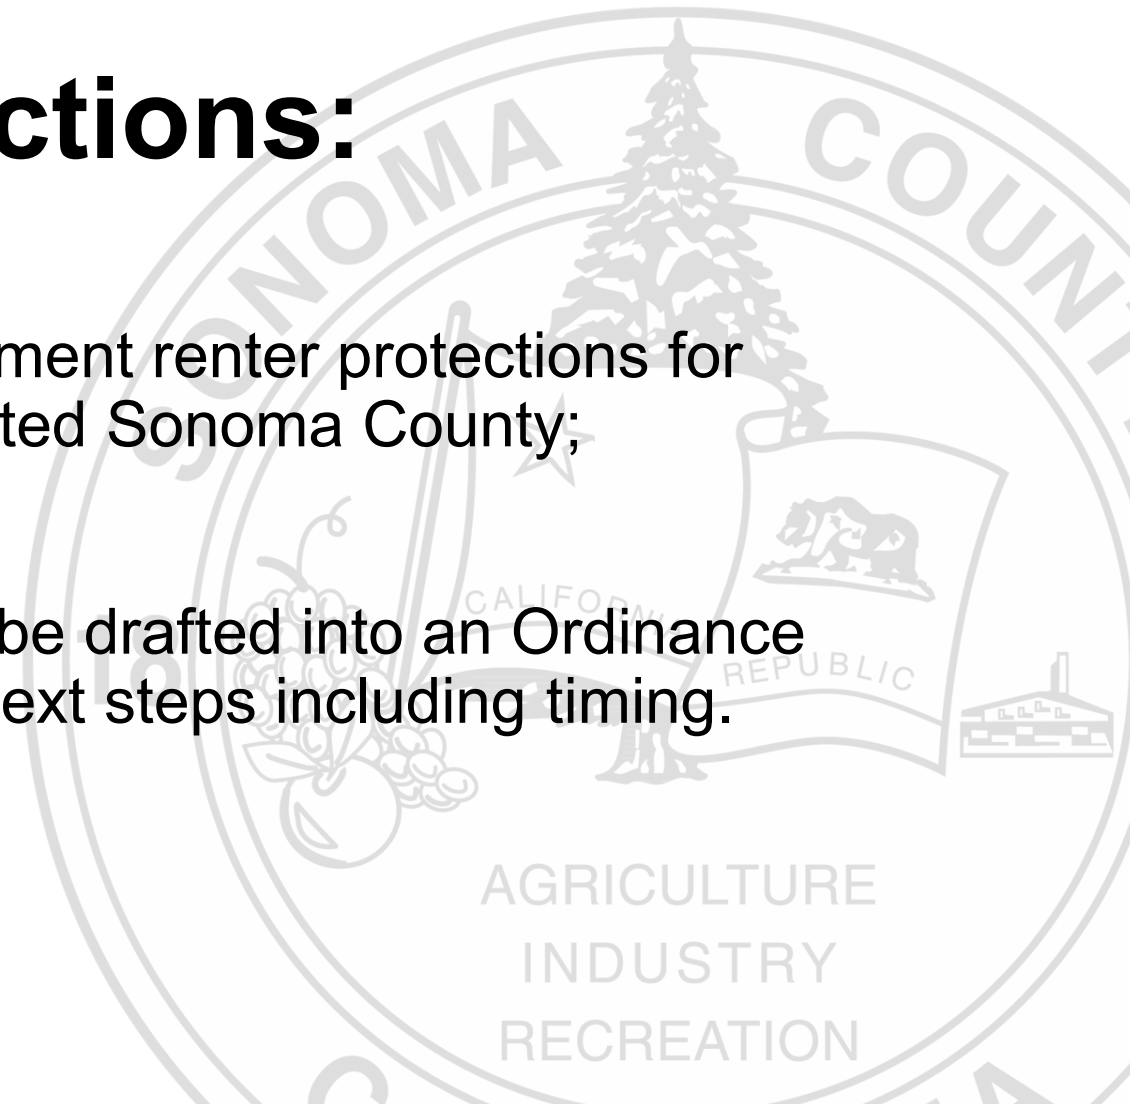 ctions:
ment renter protections for
ted Sonoma County;
be drafted into an Ordinance
ext steps including timing.
SONOMA COUNT
CALIFORNIA
REPUBLIC
AGRICULTURE
INDUSTRY
RECREATION